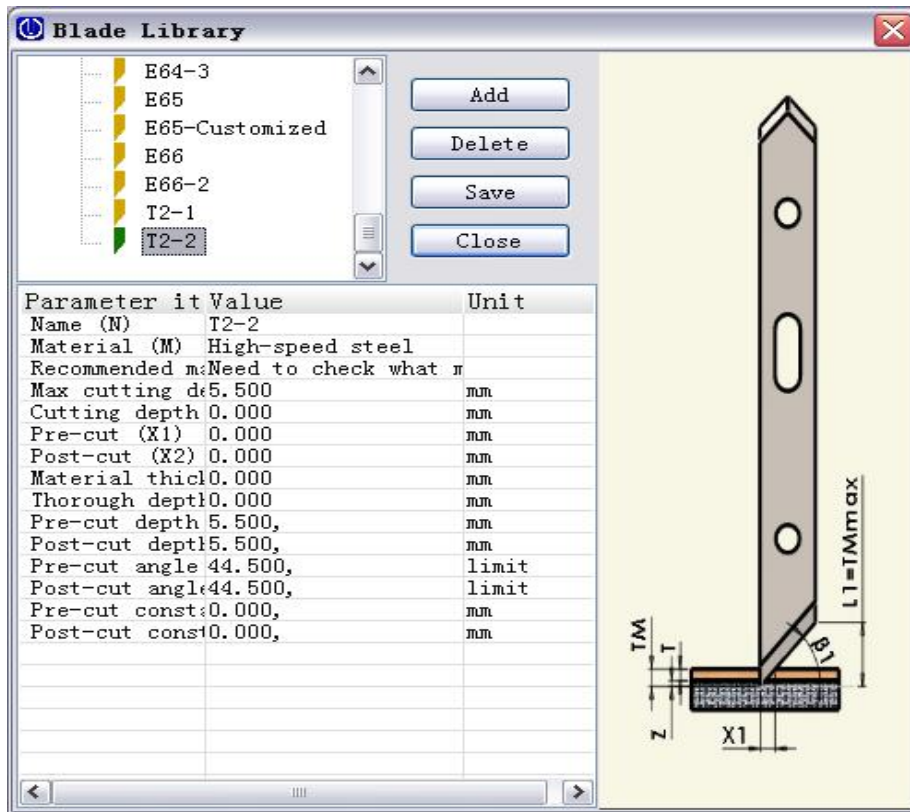 Blade Library
E64-3
E65
E65-Customized
E66
E66-2
T2-1
T2-2
Add
Delete
Save
Close
Parameter it Value Unit
Name (N) T2-2
Material (M) High-speed steel
Recommended ma Need to check what m
Max cutting de 5.500 mm
Cutting depth 0.000 mm
Pre-cut (X1) 0.000 mm
Post-cut (X2) 0.000 mm
Material thick 0.000 mm
Thorough depth 0.000 mm
Pre-cut depth 5.500, mm
Post-cut depth 5.500, mm
Pre-cut angle 44.500, limit
Post-cut angle 44.500, limit
Pre-cut consta 0.000, mm
Post-cut const 0.000, mm
L1=TMmax
TM
T
β1
Z
X1